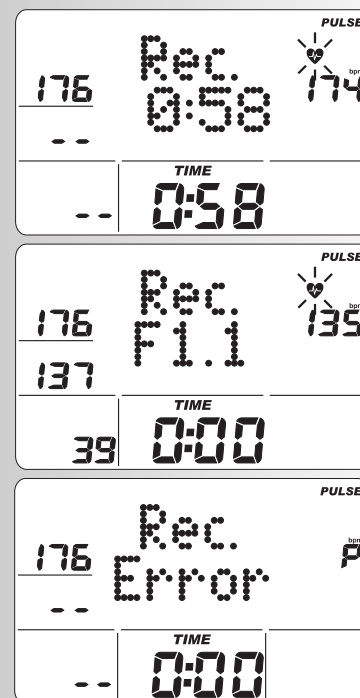 PULSE
Rec.
bpm
176
174
0:58
- -
TIME
- - 0:58
PULSE
Rec.
bpm
176
135
F1.1
137
TIME
39 0:00
PULSE
Rec.
bpm
176
P
Error
- -
TIME
- - 0:00